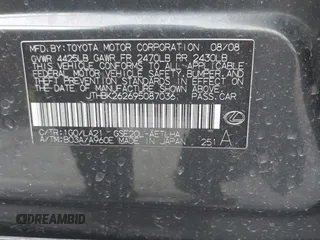 MFD. BY: TOYOTA MOTOR CORPORATION 08/08
GVWR 4425LB GAWR FR 2470LB RR 2430LB
THIS VEHICLE CONFORMS TO ALL APPLICABLE
FEDERAL MOTOR VEHICLE SAFETY, BUMPER, AND THEFT
PREVENTION STANDARDS IN EFFECT ON THE DATE OF
MANUFACTURE SHOWN ABOVE.
JTHBK262695087036 PASS.CAR
C/TR:1G0/LA21 GSE20L-AETLHA
A/TM:B03A/A960E MADE IN JAPAN 251
A
DREAMBID